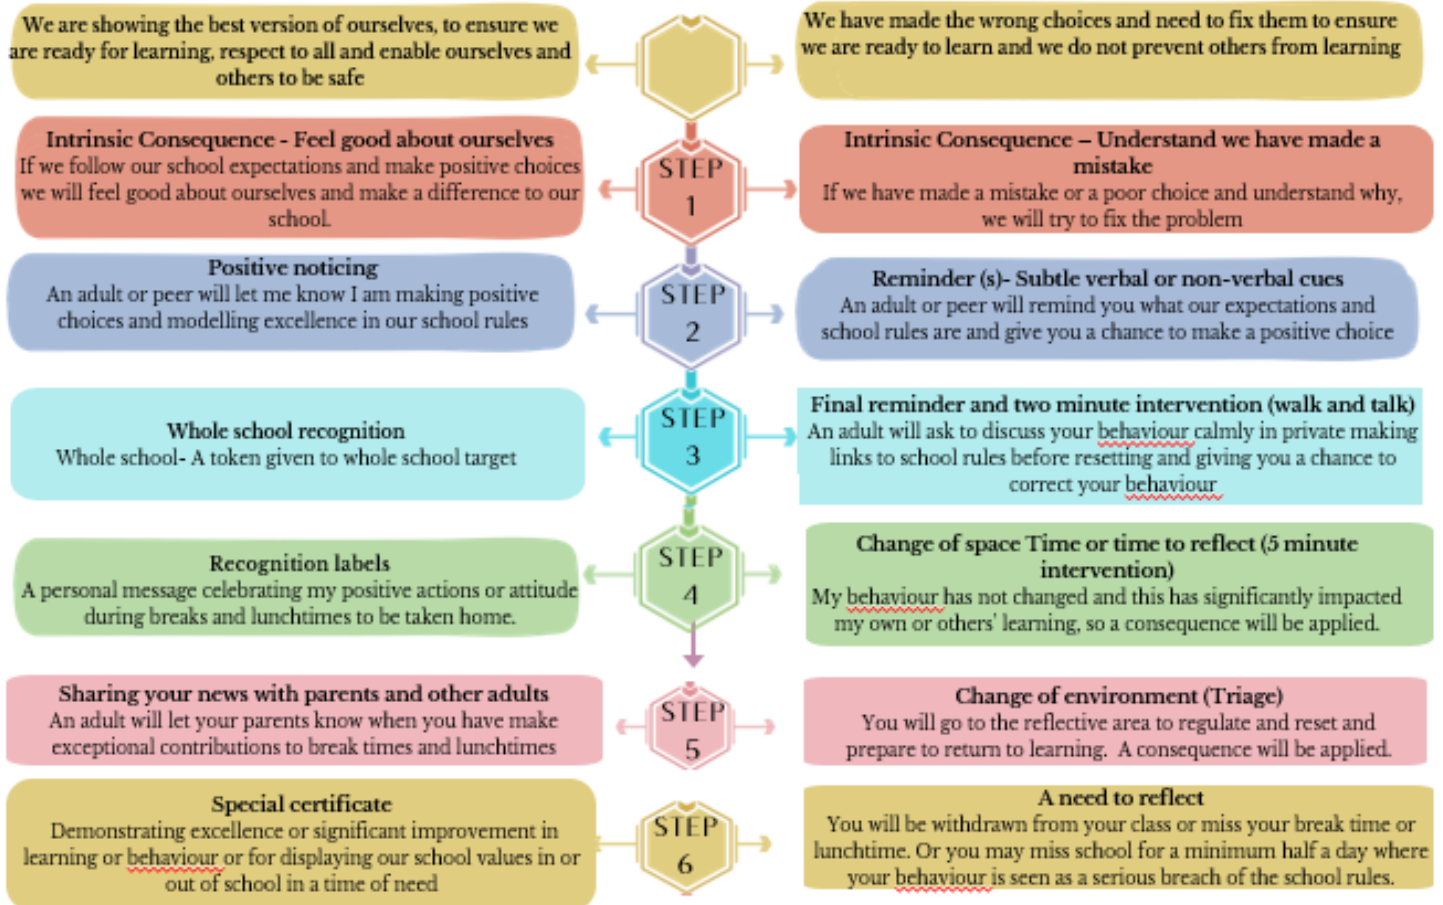 We are showing the best version of ourselves, to ensure we
are ready for learning, respect to all and enable ourselves and
others to be safe
We have made the wrong choices and need to fix them to ensure
we are ready to learn and we do not prevent others from learning
Intrinsic Consequence - Feel good about ourselves
If we follow our school expectations and make positive choices
we will feel good about ourselves and make a difference to our
school.
STEP
1
Intrinsic Consequence – Understand we have made a
mistake
If we have made a mistake or a poor choice and understand why,
we will try to fix the problem
Positive noticing
An adult or peer will let me know I am making positive
choices and modelling excellence in our school rules
STEP
2
Reminder (s)- Subtle verbal or non-verbal cues
An adult or peer will remind you what our expectations and
school rules are and give you a chance to make a positive choice
Whole school recognition
Whole school- A token given to whole school target
STEP
3
Final reminder and two minute intervention (walk and talk)
An adult will ask to discuss your behaviour calmly in private making
links to school rules before resetting and giving you a chance to
correct your behaviour
Recognition labels
A personal message celebrating my positive actions or attitude
during breaks and lunchtimes to be taken home.
STEP
4
Change of space Time or time to reflect (5 minute
intervention)
My behaviour has not changed and this has significantly impacted
my own or others' learning, so a consequence will be applied.
Sharing your news with parents and other adults
An adult will let your parents know when you have make
exceptional contributions to break times and lunchtimes
STEP
5
Change of environment (Triage)
You will go to the reflective area to regulate and reset and
prepare to return to learning. A consequence will be applied.
Special certificate
Demonstrating excellence or significant improvement in
learning or behaviour or for displaying our school values in or
out of school in a time of need
STEP
6
A need to reflect
You will be withdrawn from your class or miss your break time or
lunchtime. Or you may miss school for a minimum half a day where
your behaviour is seen as a serious breach of the school rules.